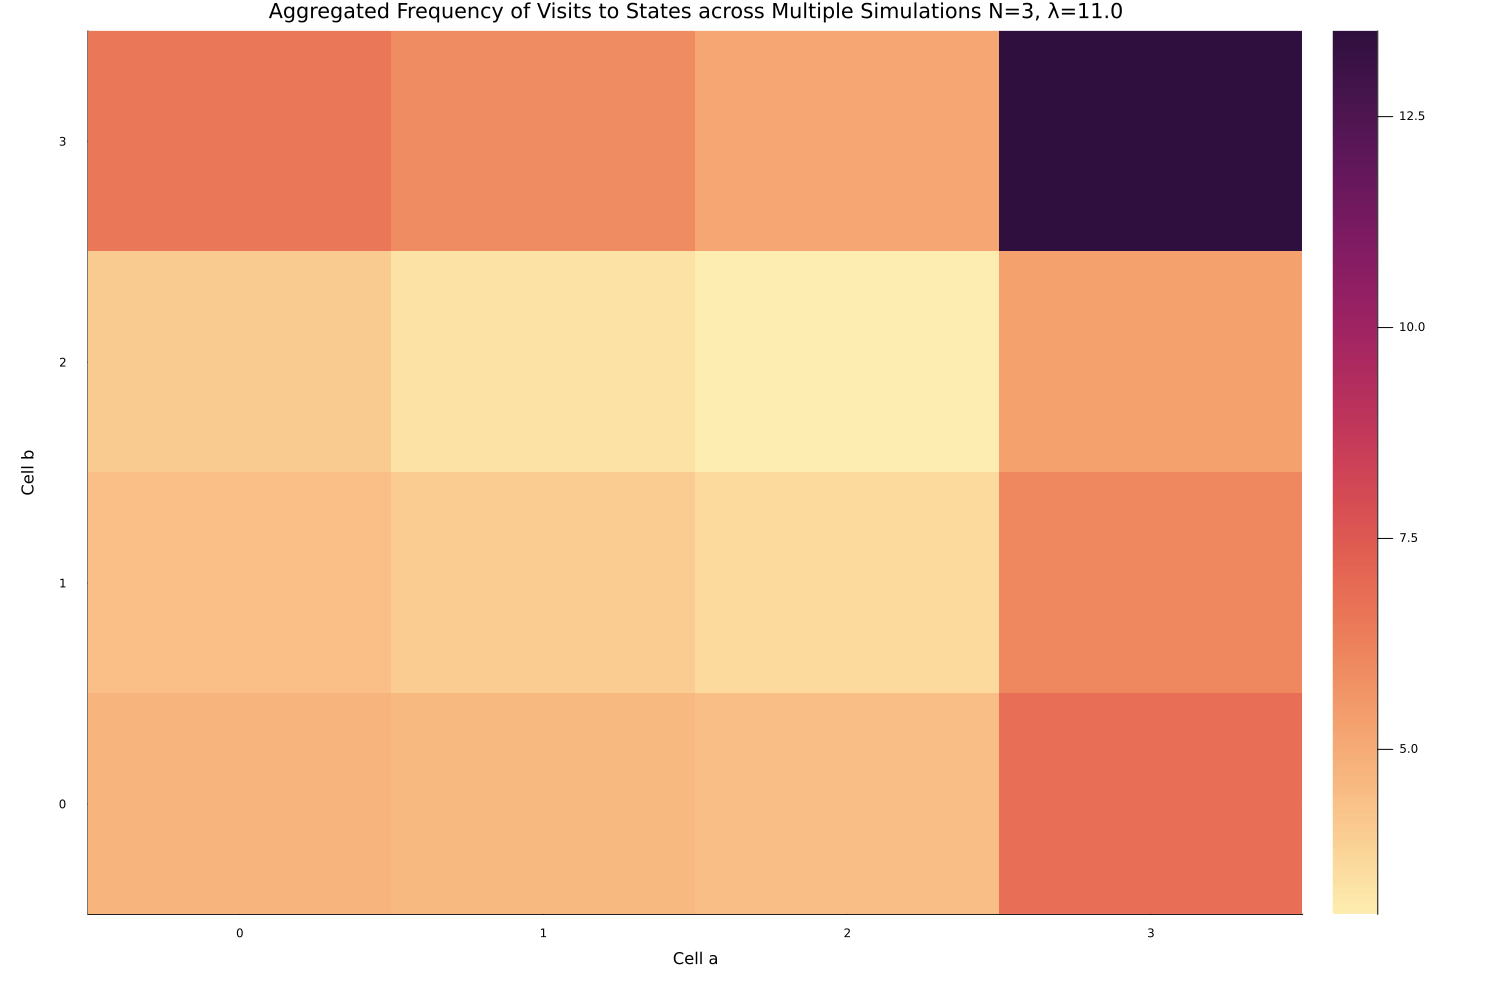 Aggregated Frequency of Visits to States across Multiple Simulations N=3, λ=11.0
3
2
1
0
Cell b
0 1 2 3
Cell a
12.5
10.0
7.5
5.0